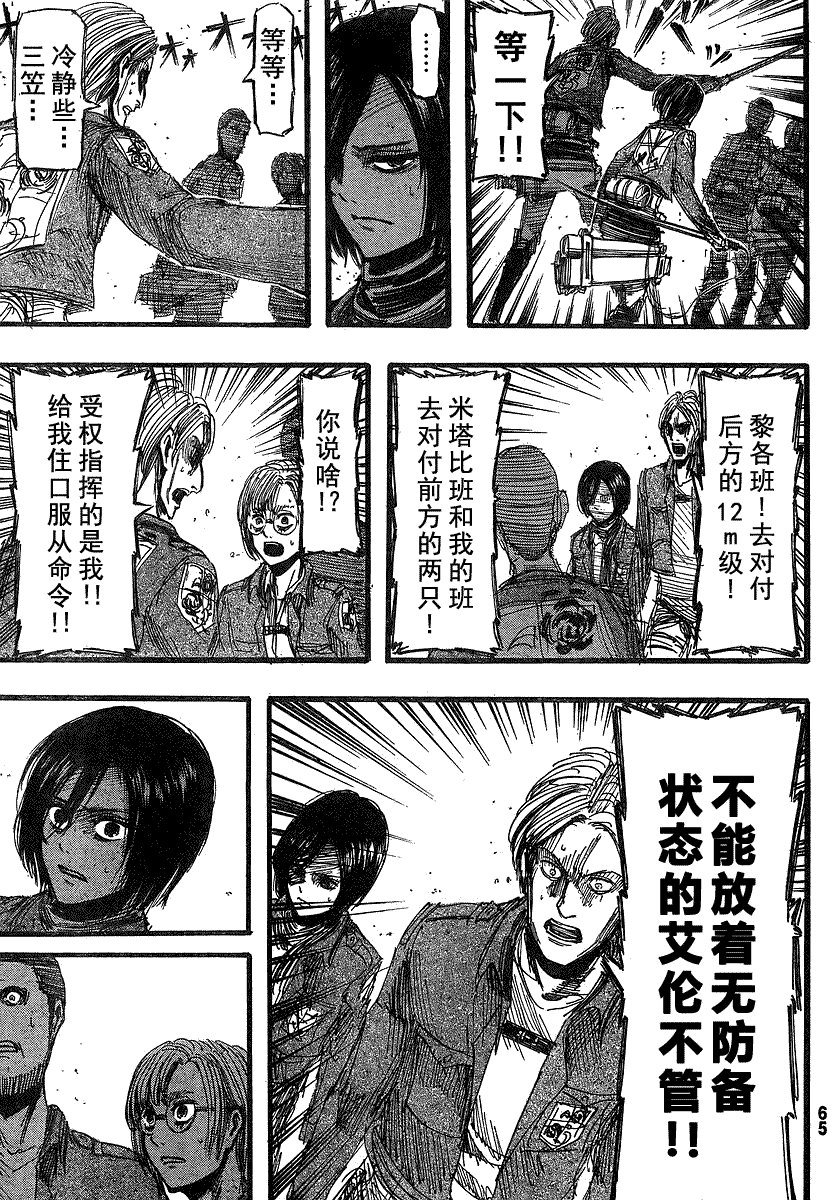 等一下!!
……
等等…
冷静些…
三笠…
黎各班!去对付
后方的12m级!
米塔比班和我的班
去对付前方的两只!
你说啥!?
受权指挥的是我!!
给我住口服从命令!!
不能放着无防备
状态的艾伦不管!!
65